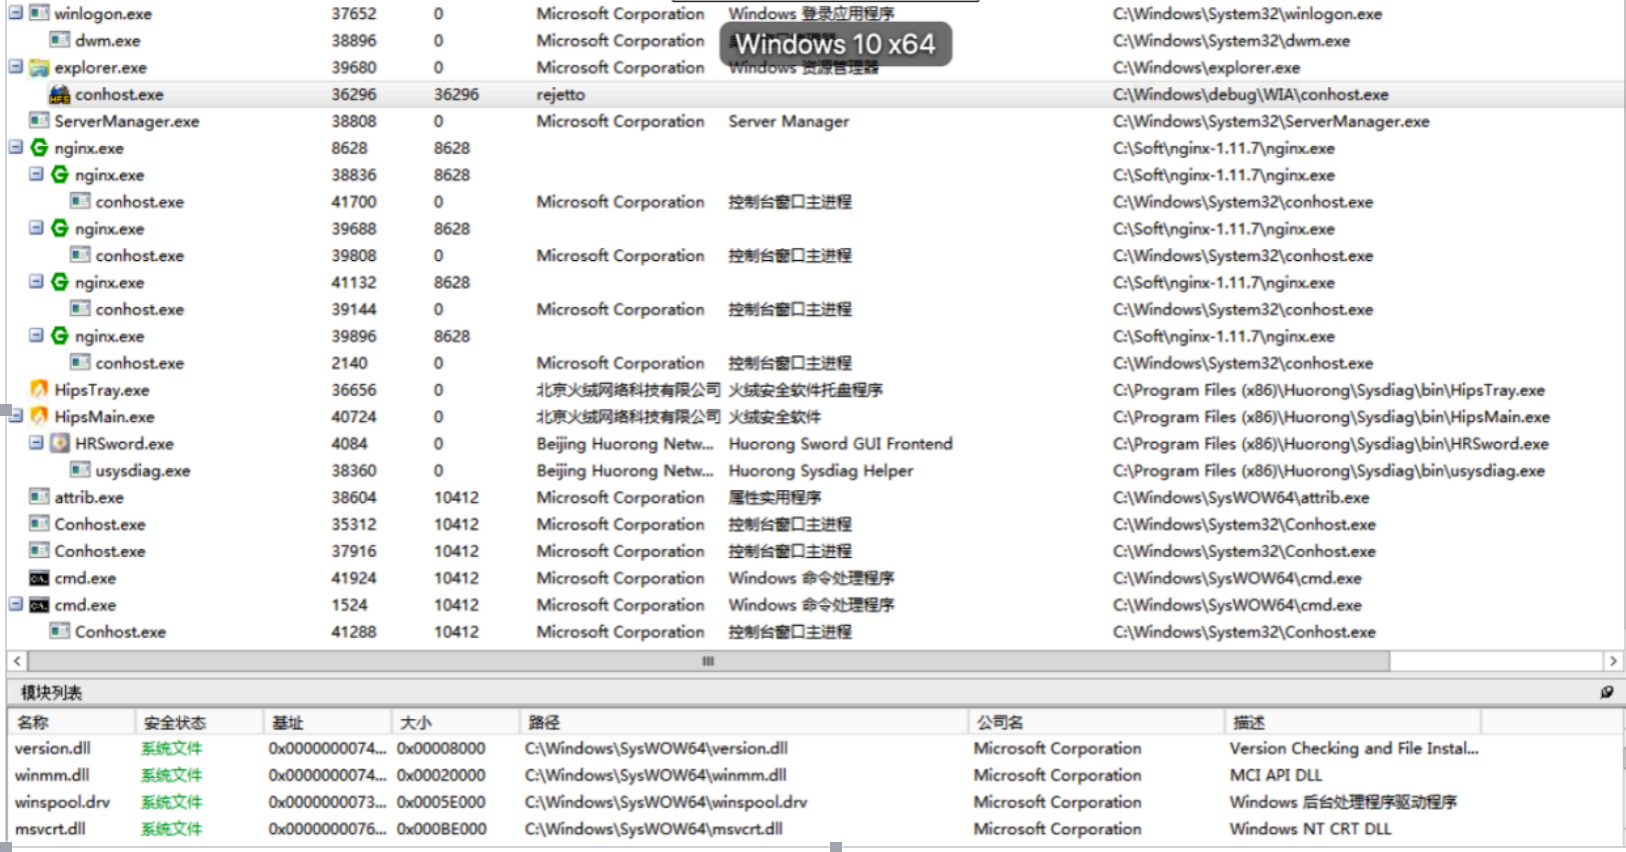 winlogon.exe 37652 0 Microsoft Corporation Windows 登录应用程序 C:\Windows\System32\winlogon.exe
dwm.exe 38896 0 Microsoft Corporation C:\Windows\System32\dwm.exe
Windows 10 x64
explorer.exe 39680 0 Microsoft Corporation Windows 资源管理器 C:\Windows\explorer.exe
conhost.exe 36296 36296 rejetto C:\Windows\debug\WIA\conhost.exe
ServerManager.exe 38808 0 Microsoft Corporation Server Manager C:\Windows\System32\ServerManager.exe
nginx.exe 8628 8628 C:\Soft\nginx-1.11.7\nginx.exe
nginx.exe 38836 8628 C:\Soft\nginx-1.11.7\nginx.exe
conhost.exe 41700 0 Microsoft Corporation 控制台窗口主进程 C:\Windows\System32\conhost.exe
nginx.exe 39688 8628 C:\Soft\nginx-1.11.7\nginx.exe
conhost.exe 39808 0 Microsoft Corporation 控制台窗口主进程 C:\Windows\System32\conhost.exe
nginx.exe 41132 8628 C:\Soft\nginx-1.11.7\nginx.exe
conhost.exe 39144 0 Microsoft Corporation 控制台窗口主进程 C:\Windows\System32\conhost.exe
nginx.exe 39896 8628 C:\Soft\nginx-1.11.7\nginx.exe
conhost.exe 2140 0 Microsoft Corporation 控制台窗口主进程 C:\Windows\System32\conhost.exe
HipsTray.exe 36656 0 北京火绒网络科技有限公司 火绒安全软件托盘程序 C:\Program Files (x86)\Huorong\Sysdiag\bin\HipsTray.exe
HipsMain.exe 40724 0 北京火绒网络科技有限公司 火绒安全软件 C:\Program Files (x86)\Huorong\Sysdiag\bin\HipsMain.exe
HRSword.exe 4084 0 Beijing Huorong Netw... Huorong Sword GUI Frontend C:\Program Files (x86)\Huorong\Sysdiag\bin\HRSword.exe
usysdiag.exe 38360 0 Beijing Huorong Netw... Huorong Sysdiag Helper C:\Program Files (x86)\Huorong\Sysdiag\bin\usysdiag.exe
attrib.exe 38604 10412 Microsoft Corporation 属性实用程序 C:\Windows\SysWOW64\attrib.exe
Conhost.exe 35312 10412 Microsoft Corporation 控制台窗口主进程 C:\Windows\System32\Conhost.exe
Conhost.exe 37916 10412 Microsoft Corporation 控制台窗口主进程 C:\Windows\System32\Conhost.exe
cmd.exe 41924 10412 Microsoft Corporation Windows 命令处理程序 C:\Windows\SysWOW64\cmd.exe
cmd.exe 1524 10412 Microsoft Corporation Windows 命令处理程序 C:\Windows\SysWOW64\cmd.exe
Conhost.exe 41288 10412 Microsoft Corporation 控制台窗口主进程 C:\Windows\System32\Conhost.exe
模块列表
名称 安全状态 基址 大小 路径 公司名 描述
version.dll 系统文件 0x0000000074... 0x00008000 C:\Windows\SysWOW64\version.dll Microsoft Corporation Version Checking and File Instal...
winmm.dll 系统文件 0x0000000074... 0x00020000 C:\Windows\SysWOW64\winmm.dll Microsoft Corporation MCI API DLL
winspool.drv 系统文件 0x0000000073... 0x0005E000 C:\Windows\SysWOW64\winspool.drv Microsoft Corporation Windows 后台处理程序驱动程序
msvcrt.dll 系统文件 0x0000000076... 0x000BE000 C:\Windows\SysWOW64\msvcrt.dll Microsoft Corporation Windows NT CRT DLL